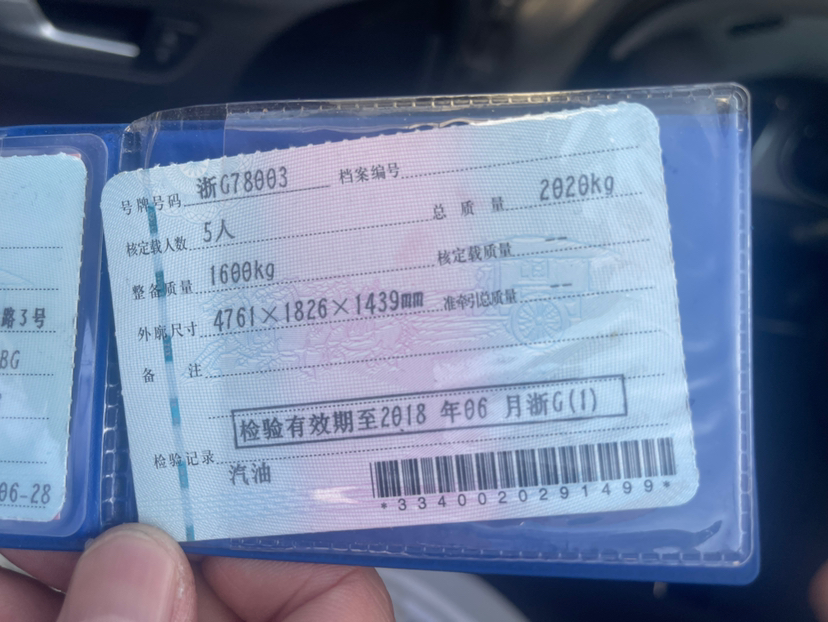 号牌号码 浙G78003 档案编号
核定载人数 5人 总质量 2020kg
整备质量 1600kg 核定载质量 --
外廓尺寸 4761×1826×1439mm 准牵引总质量 --
备注
检验有效期至2018年06月浙G(1)
检验记录
汽油
*3340020291499*
路3号
BG
06-28